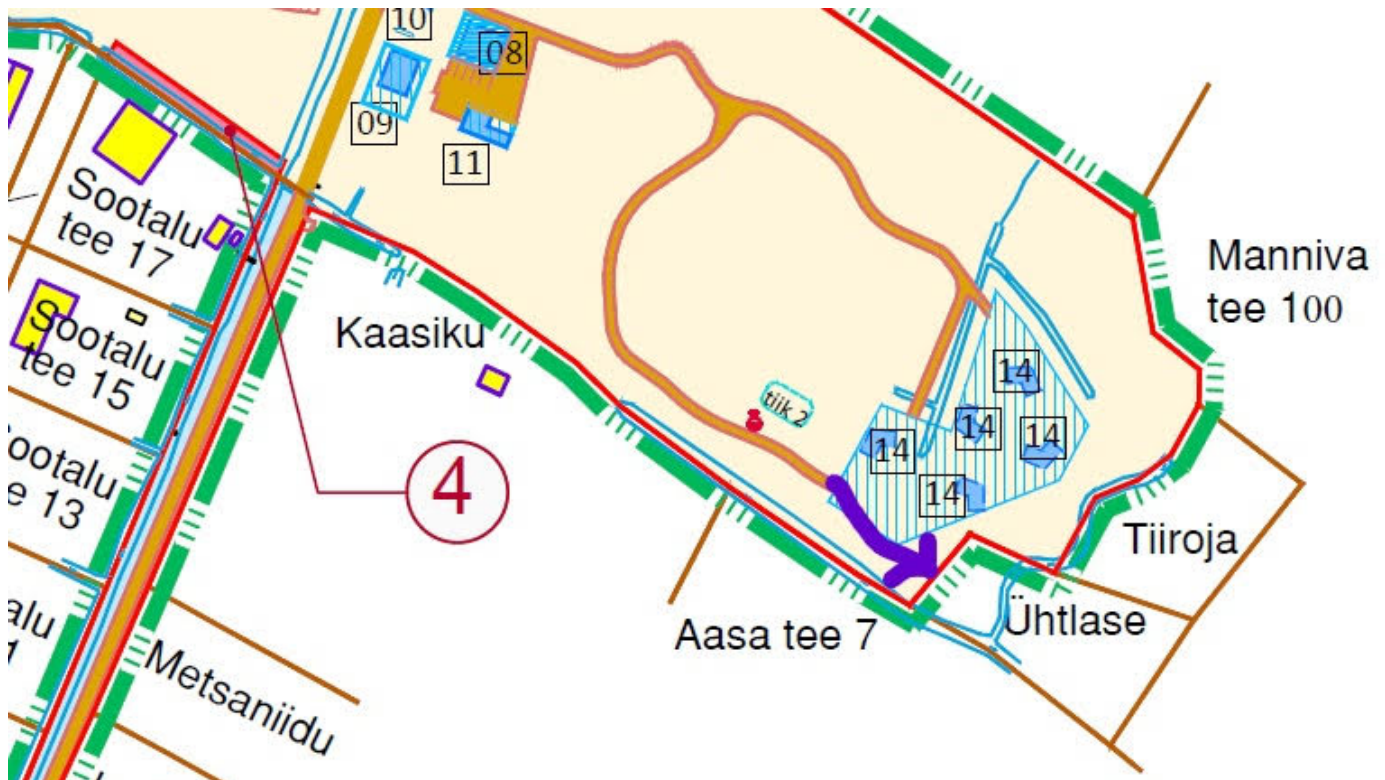 10
08
09
11
Sootalu
tee 17
Manniva
tee 100
Kaasiku
Sootalu
tee 15
14
tiik 2
14
14
14
14
ootalu
e 13
4
Tiiroja
Ühtlase
Aasa tee 7
alu
1
Metsaniidu